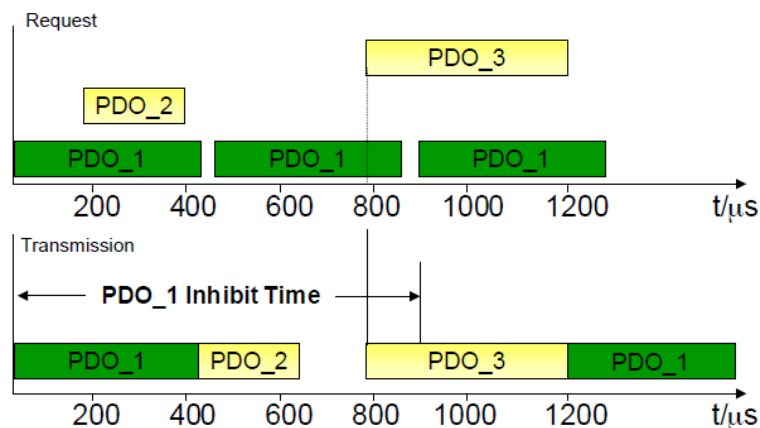 Request
PDO_3
PDO_2
PDO_1 PDO_1 PDO_1
200 400 600 800 1000 1200 t/μs
Transmission
PDO_1 Inhibit Time
PDO_1 PDO_2 PDO_3 PDO_1
200 400 600 800 1000 1200 t/μs